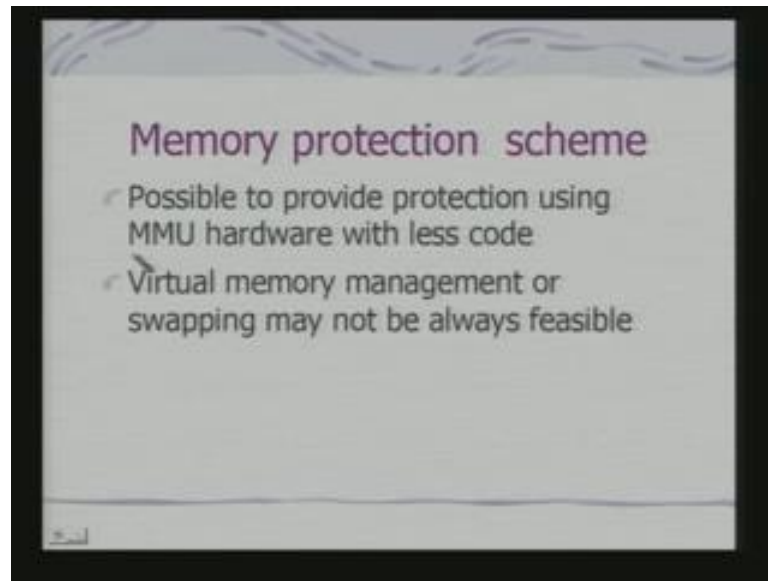 Memory protection scheme
Possible to provide protection using
MMU hardware with less code
Virtual memory management or
swapping may not be always feasible